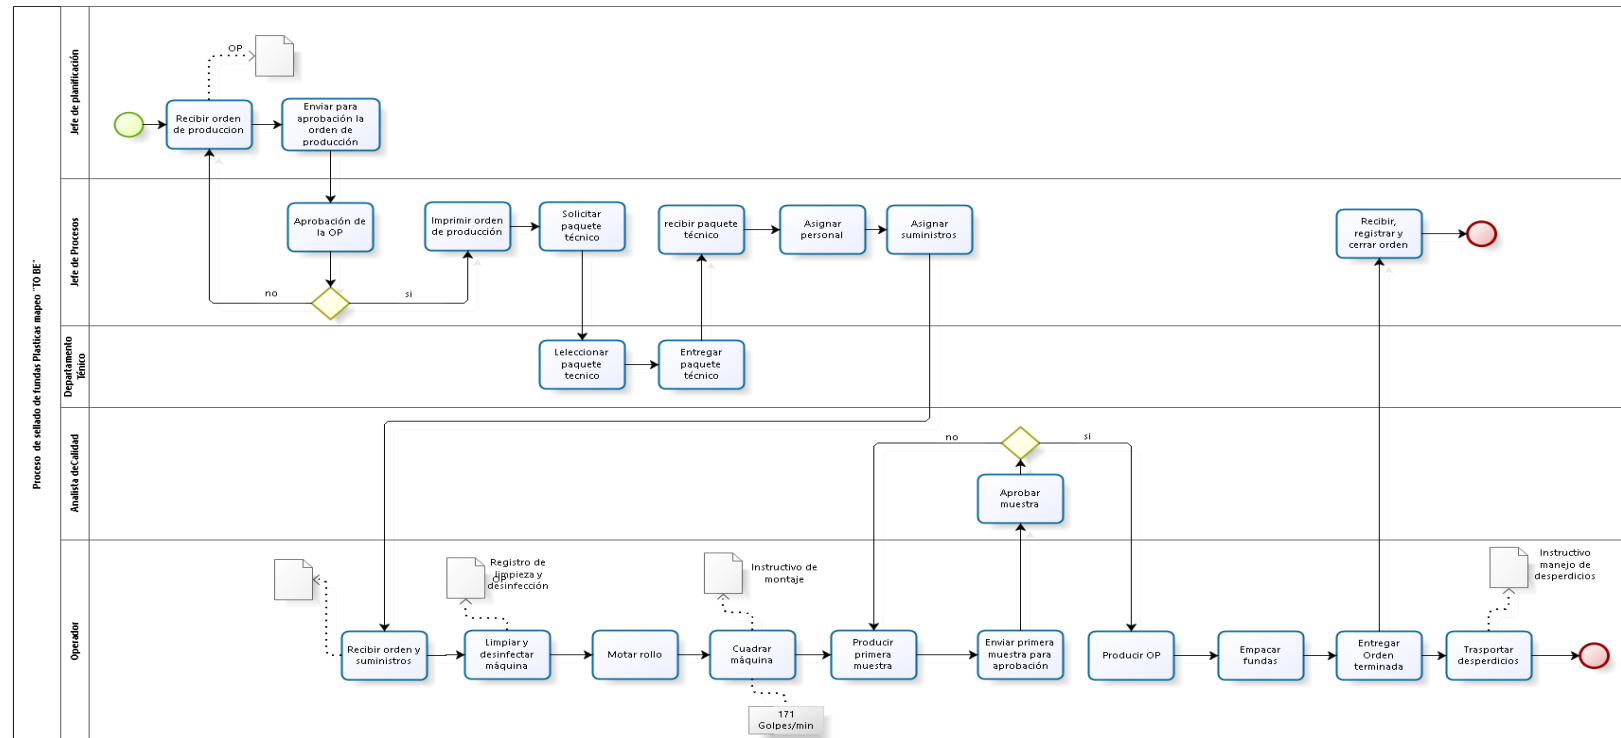 Proceso de sellado de fundas Plasticas mapeo "TO BE"
Jefe de planificación
OP
Recibir orden
de produccion
Enviar para
aprobación la
orden de
producción
Jefe de Procesos
Aprobación de
la OP
no
si
Imprimir orden
de producción
Solicitar
paquete
técnico
recibir paquete
técnico
Asignar
personal
Asignar
suministros
Recibir,
registrar y
cerrar orden
Departamento
Ténico
Leleccionar
paquete
tecnico
Entregar
paquete
técnico
Analista deCalidad
no
si
Aprobar
muestra
Operador
OP
Registro de
limpieza y
desinfección
Instructivo de
montaje
Instructivo
manejo de
desperdicios
Recibir orden y
suministros
Limpiar y
desinfectar
máquina
Motar rollo
Cuadrar
máquina
Producir
primera
muestra
Enviar primera
muestra para
aprobación
Producir OP
Empacar
fundas
Entregar
Orden
terminada
Trasportar
desperdicios
171
Golpes/min